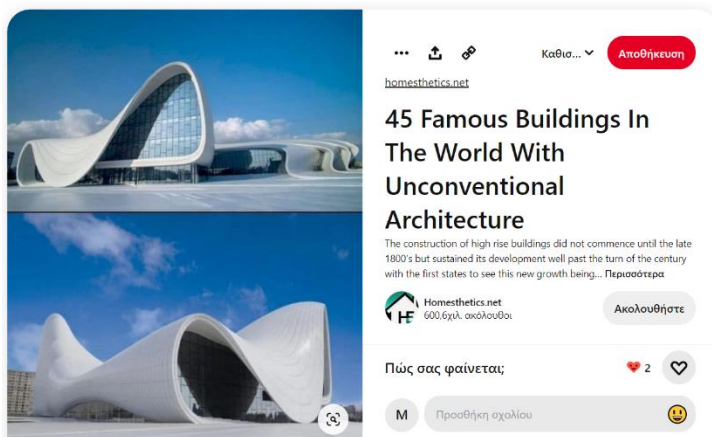 Καθισ...
Αποθήκευση
homesthetics.net
45 Famous Buildings In
The World With
Unconventional
Architecture
The construction of high rise buildings did not commence until the late
1800's but sustained its development well past the turn of the century
with the first states to see this new growth being... Περισσότερα
HE
Homesthetics.net
600,6χιλ. ακόλουθοι
Ακολουθήστε
Πώς σας φαίνεται;
2
M
Προσθήκη σχολίου